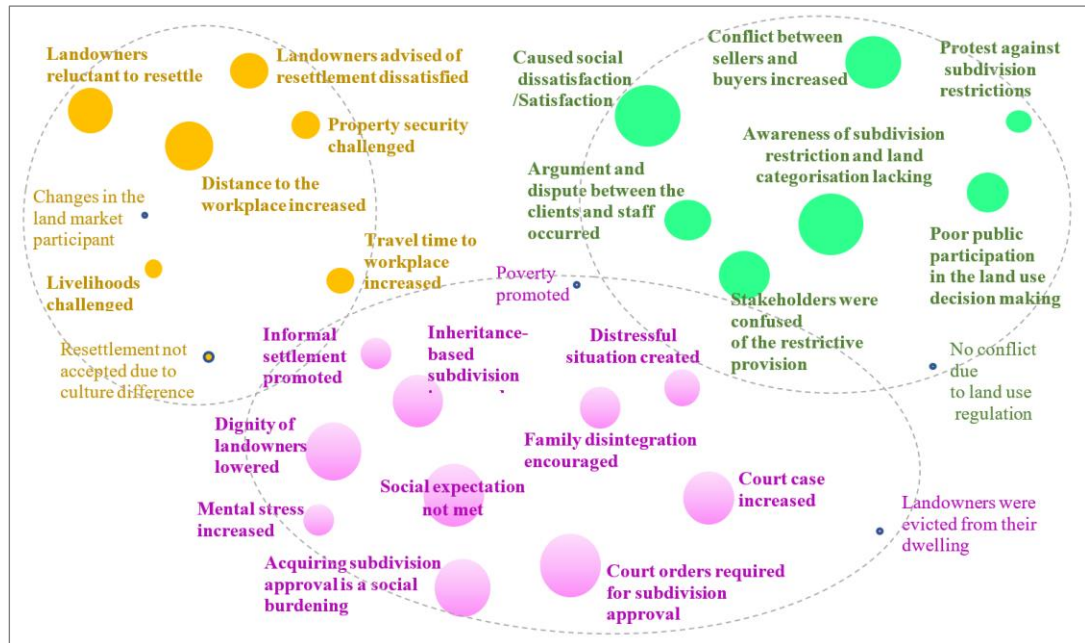 Landowners
reluctant to resettle
Landowners advised of
resettlement dissatisfied
Property security
challenged
Distance to the
workplace increased
Changes in the
land market
participant
Livelihoods
challenged
Travel time to
workplace
increased
Resettlement not
accepted due to
culture difference
Caused social
dissatisfaction
/Satisfaction
Conflict between
sellers and
buyers increased
Protest against
subdivision
restrictions
Awareness of subdivision
restriction and land
categorisation lacking
Argument and
dispute between the
clients and staff
occurred
Poor public
participation
in the land use
decision making
Stakeholders were
confused
of the restrictive
provision
No conflict due
to land use
regulation
Poverty
promoted
Informal
settlement
promoted
Inheritance-
based
subdivision
Distressful
situation created
Dignity of
landowners
lowered
Family disintegration
encouraged
Social expectation
not met
Court case
increased
Mental stress
increased
Landowners were
evicted from their
dwelling
Acquiring subdivision
approval is a social
burdening
Court orders required
for subdivision
approval